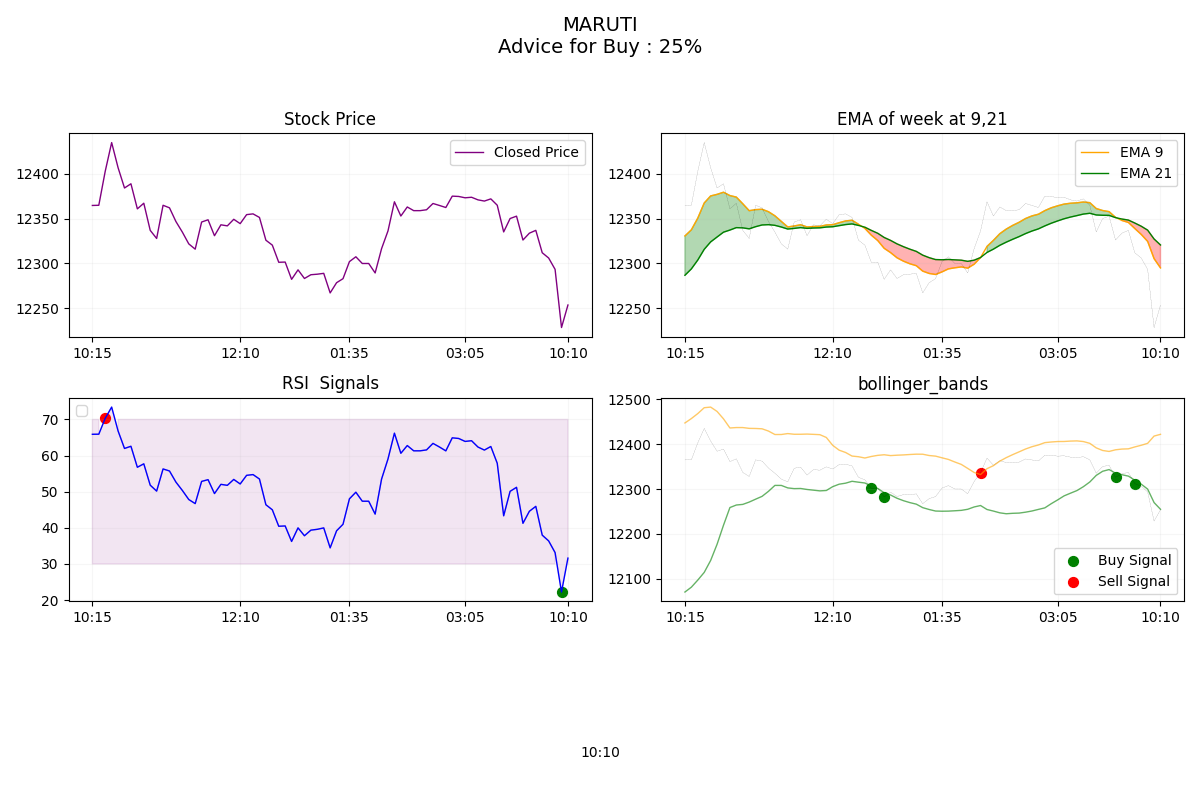 MARUTI
Advice for Buy : 25%
Stock Price
Closed Price
12400
12350
12300
12250
10:15 12:10 01:35 03:05 10:10
EMA of week at 9,21
EMA 9
EMA 21
12400
12350
12300
12250
10:15 12:10 01:35 03:05 10:10
RSI  Signals
70
60
50
40
30
20
10:15 12:10 01:35 03:05 10:10
bollinger_bands
12500
12400
12300
12200
12100
Buy Signal
Sell Signal
10:15 12:10 01:35 03:05 10:10
10:10